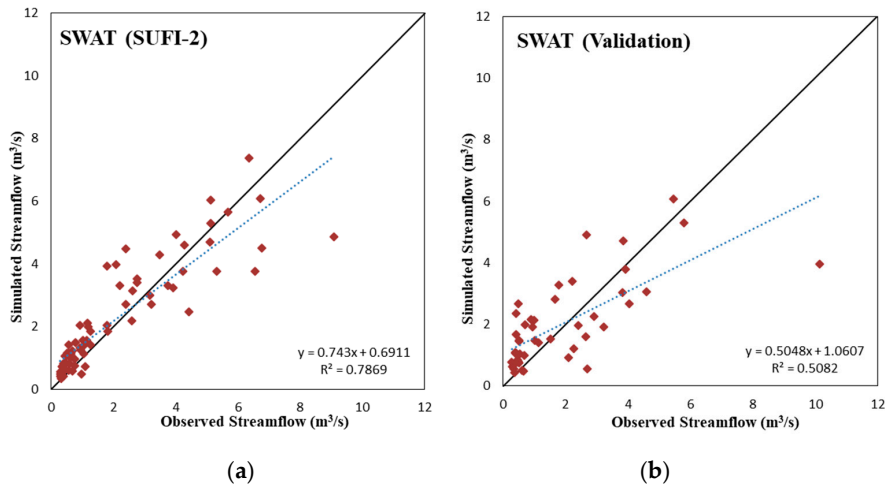 SWAT (SUFI-2)
12
10
8
6
4
2
0
Simulated Streamflow (m³/s)
y = 0.743x + 0.6911
R² = 0.7869
0 2 4 6 8 10 12
Observed Streamflow (m³/s)
(a)
SWAT (Validation)
12
10
8
6
4
2
0
Simulated Streamflow (m³/s)
y = 0.5048x + 1.0607
R² = 0.5082
0 2 4 6 8 10 12
Observed Streamflow (m³/s)
(b)